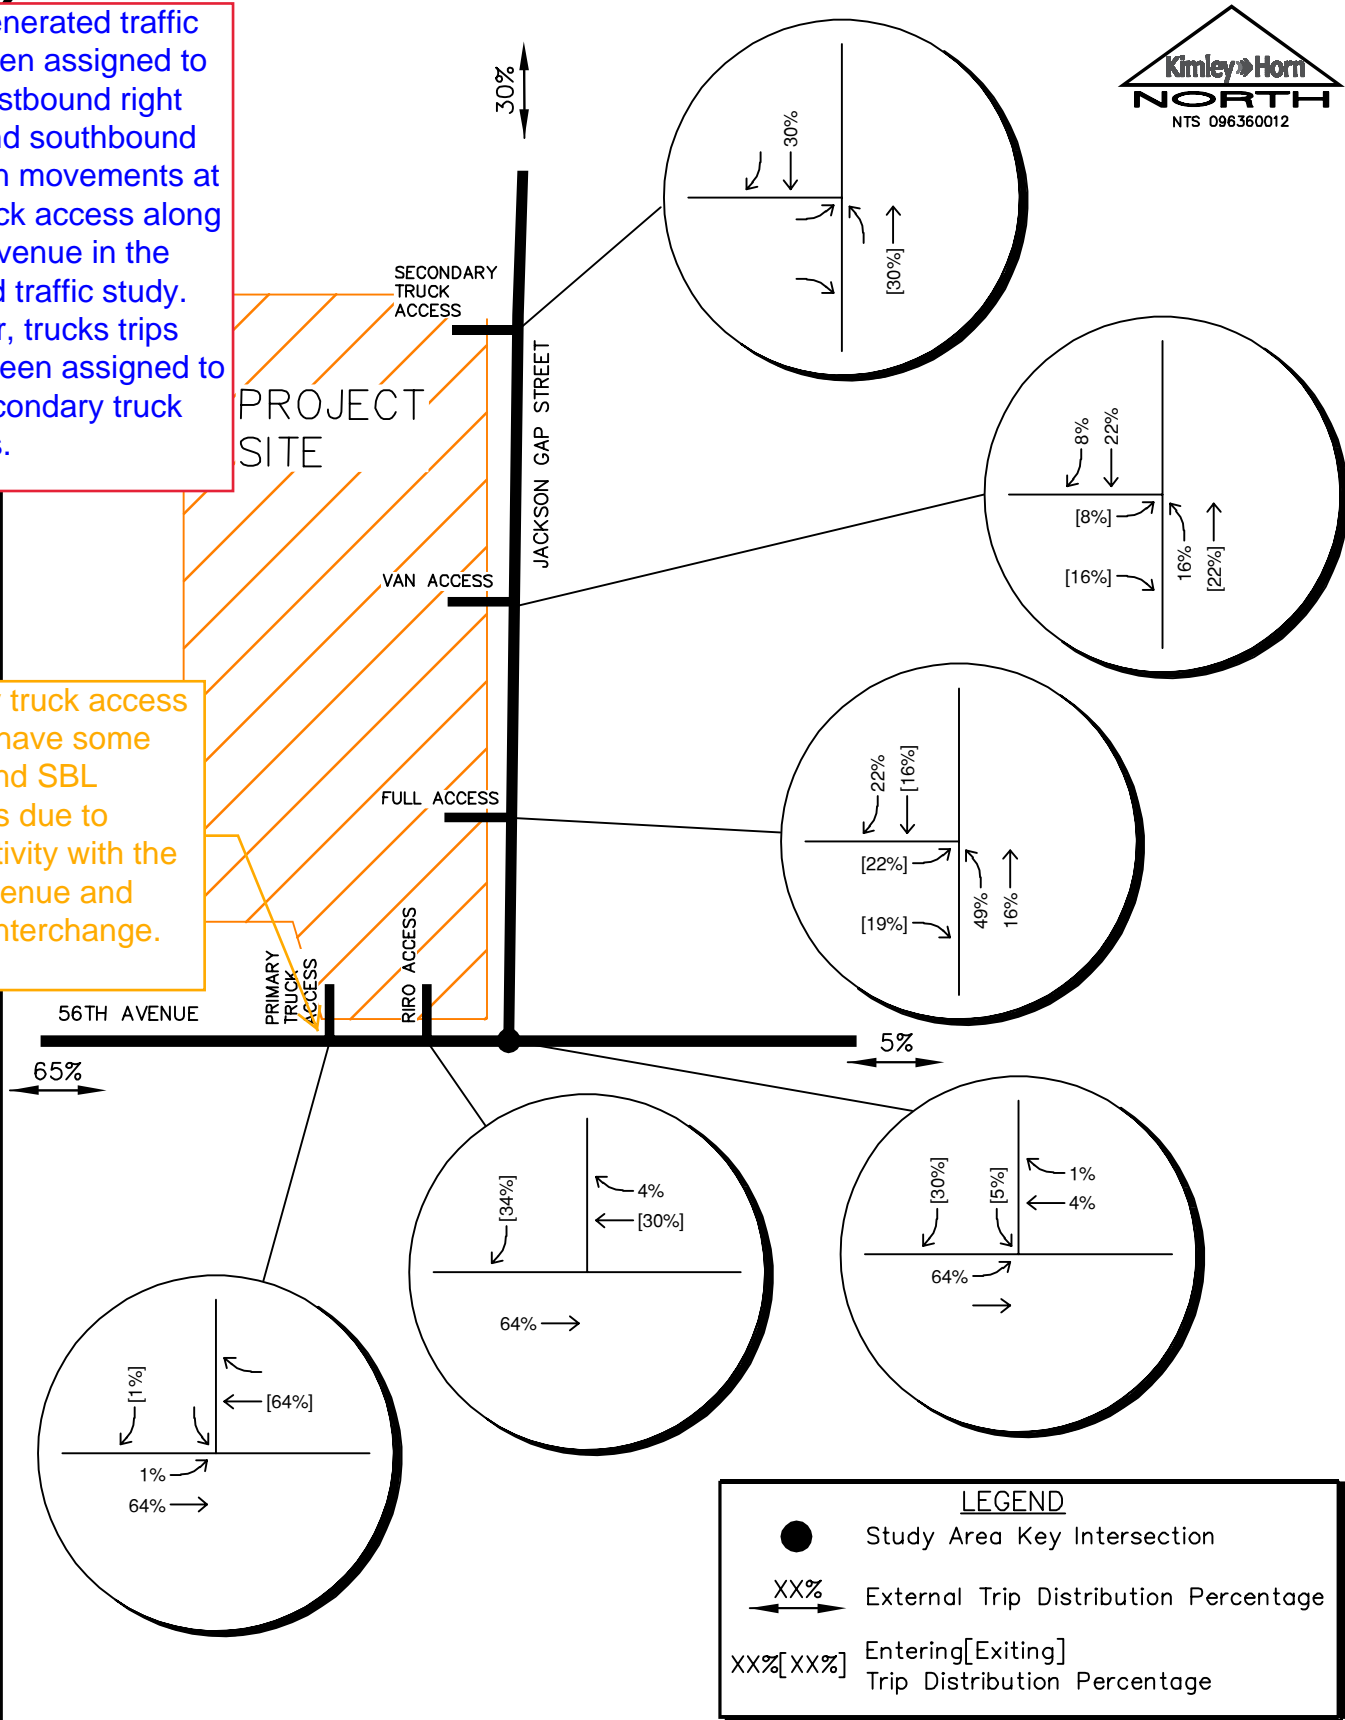 enerated traffic
en assigned to
stbound right
nd southbound
n movements at
ck access along
venue in the
d traffic study.
r, trucks trips
een assigned to
condary truck
s.
30%
Kimley»Horn
NORTH
NTS 096360012
30%
[30%]
SECONDARY
TRUCK
ACCESS
JACKSON GAP STREET
PROJECT
SITE
8%
22%
[8%]
[16%]
16%
[22%]
VAN ACCESS
truck access
have some
nd SBL
s due to
tivity with the
enue and
nterchange.
22%
[16%]
[22%]
[19%]
49%
16%
FULL ACCESS
PRIMARY
TRUCK
ACCESS
RIRO ACCESS
56TH AVENUE
65%
5%
[30%]
[5%]
1%
4%
64%
[34%]
4%
[30%]
64%
[1%]
[64%]
1%
64%
LEGEND
Study Area Key Intersection
XX%
External Trip Distribution Percentage
XX%[XX%]
Entering[Exiting]
Trip Distribution Percentage